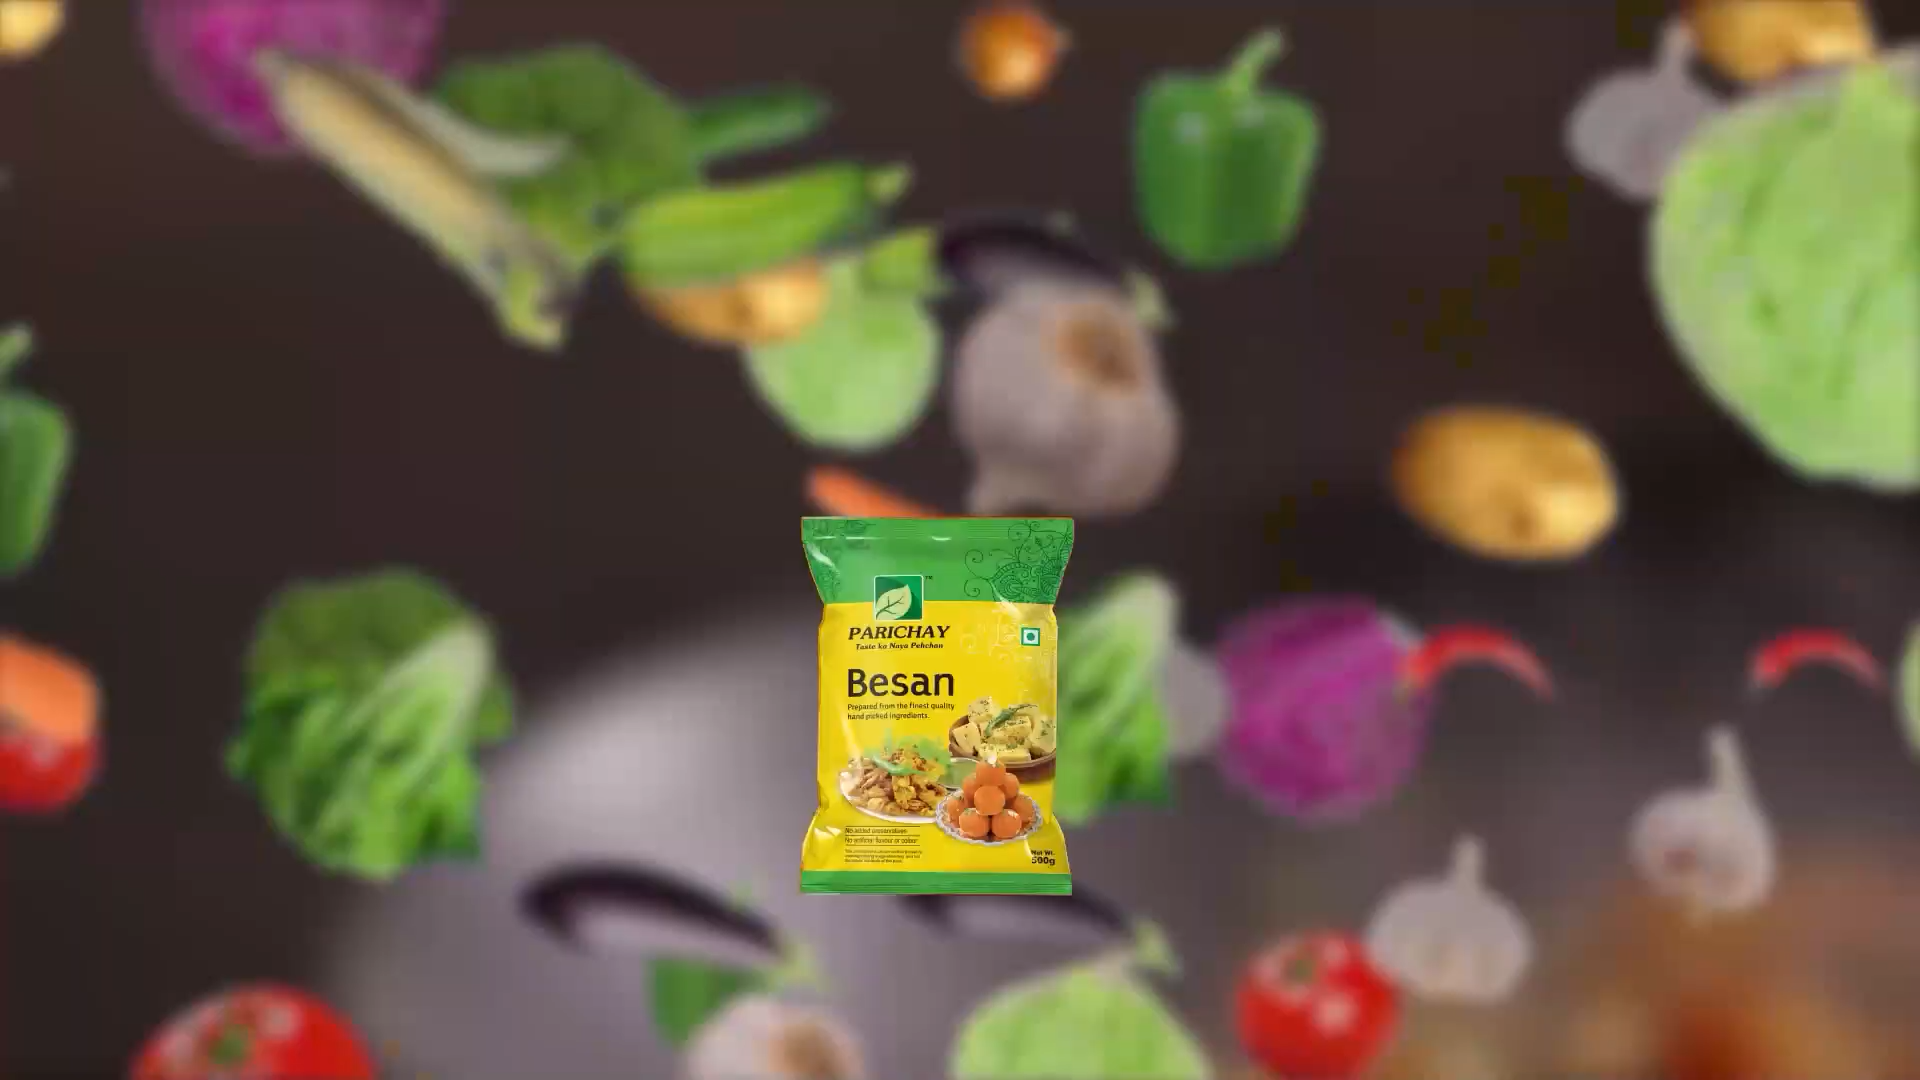 TM
PARICHAY
Taste ka Naya Pehchan
Besan
Prepared from the finest quality
hand picked ingredients.
No added preservatives
No artificial flavour or colour
Net Wt.
500g